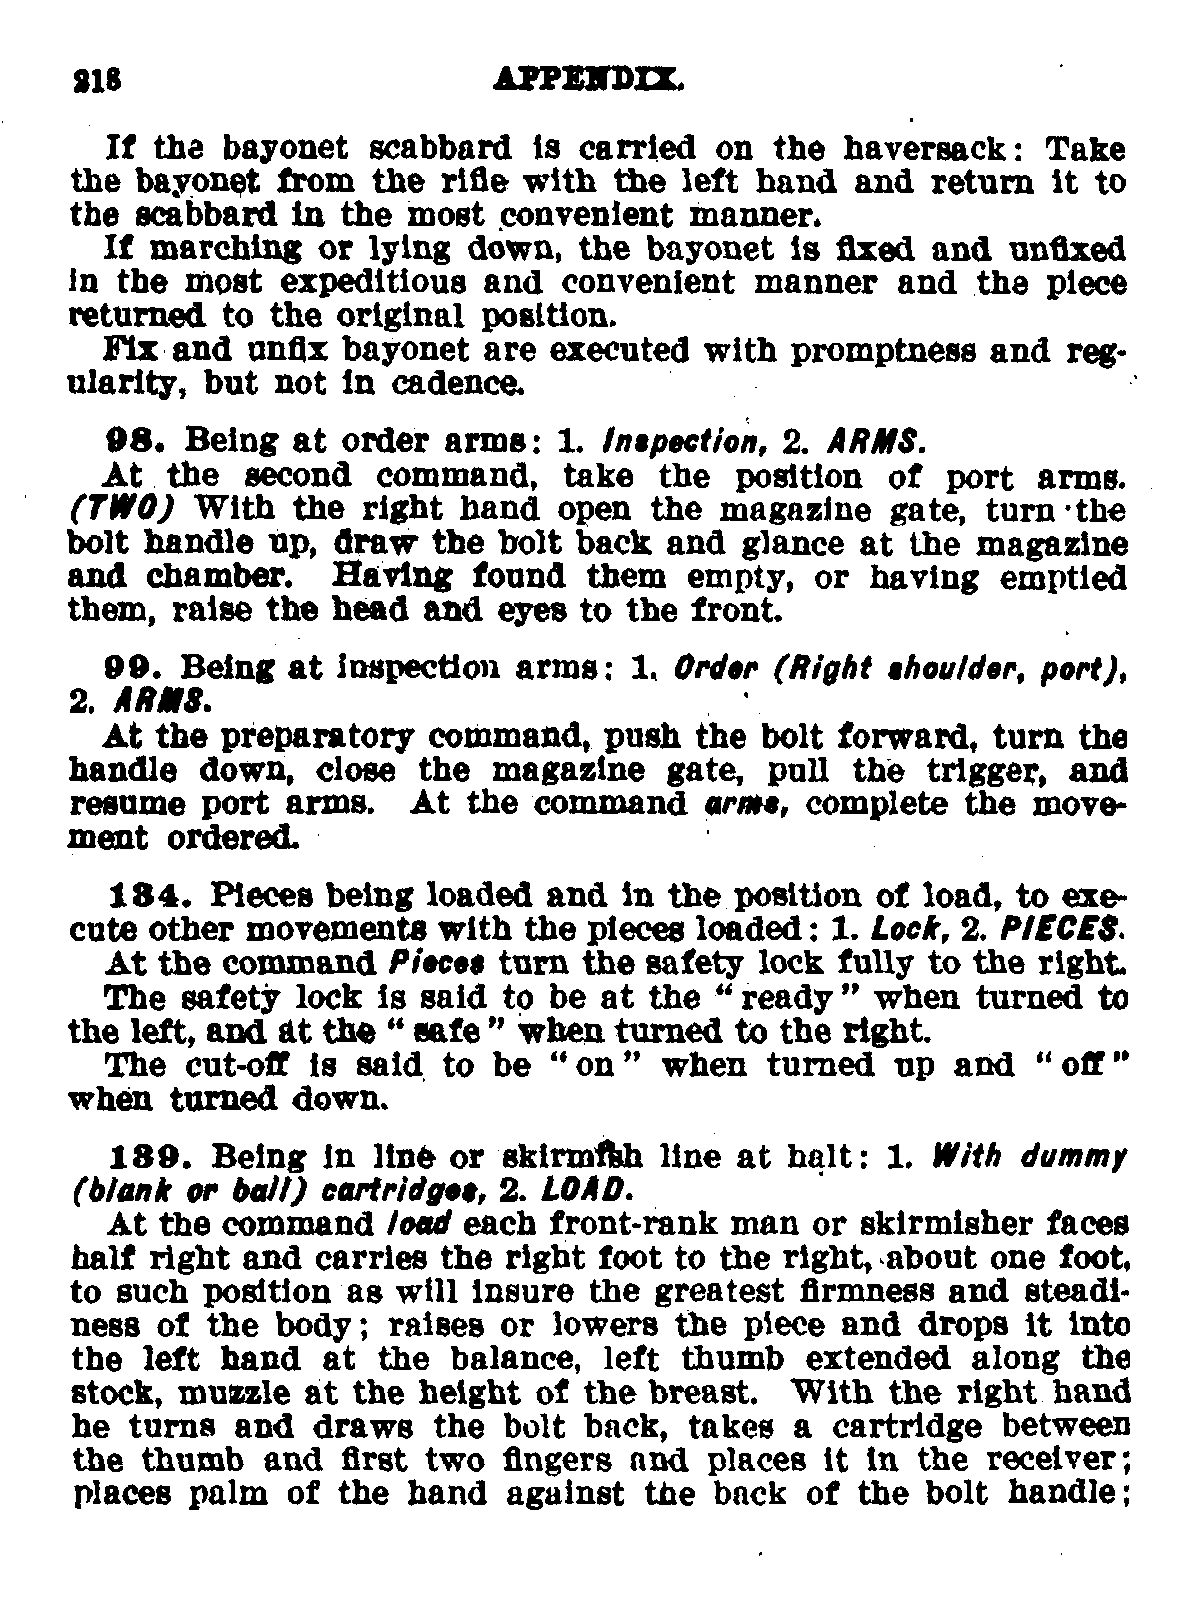 218 APPENDIX.
If the bayonet scabbard is carried on the haversack: Take
the bayonet from the rifle with the left hand and return it to
the scabbard in the most convenient manner.
If marching or lying down, the bayonet is fixed and unfixed
in the most expeditious and convenient manner and the piece
returned to the original position.
Fix and unfix bayonet are executed with promptness and reg-
ularity, but not in cadence.
98. Being at order arms: 1. Inspection, 2. ARMS.
At the second command, take the position of port arms.
(TWO) With the right hand open the magazine gate, turn the
bolt handle up, draw the bolt back and glance at the magazine
and chamber. Having found them empty, or having emptied
them, raise the head and eyes to the front.
99. Being at inspection arms: 1. Order (Right shoulder, port),
2. ARMS.
At the preparatory command, push the bolt forward, turn the
handle down, close the magazine gate, pull the trigger, and
resume port arms. At the command arms, complete the move-
ment ordered.
134. Pieces being loaded and in the position of load, to exe-
cute other movements with the pieces loaded: 1. Lock, 2. PIECES.
At the command Pieces turn the safety lock fully to the right.
The safety lock is said to be at the "ready" when turned to
the left, and at the "safe" when turned to the right.
The cut-off is said to be "on" when turned up and "off"
when turned down.
139. Being in line or skirmish line at halt: 1. With dummy
(blank or ball) cartridges, 2. LOAD.
At the command load each front-rank man or skirmisher faces
half right and carries the right foot to the right, about one foot,
to such position as will insure the greatest firmness and steadi-
ness of the body; raises or lowers the piece and drops it into
the left hand at the balance, left thumb extended along the
stock, muzzle at the height of the breast. With the right hand
he turns and draws the bolt back, takes a cartridge between
the thumb and first two fingers and places it in the receiver;
places palm of the hand against the back of the bolt handle;